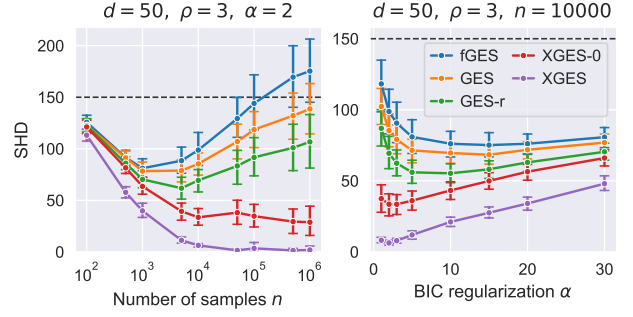 d = 50, ρ = 3, α = 2
SHD
200
150
100
50
0
10^2
10^3
10^4
10^5
10^6
Number of samples n
d = 50, ρ = 3, n = 10000
150
100
50
0
fGES
GES
GES-r
XGES-0
XGES
0
10
20
30
BIC regularization α